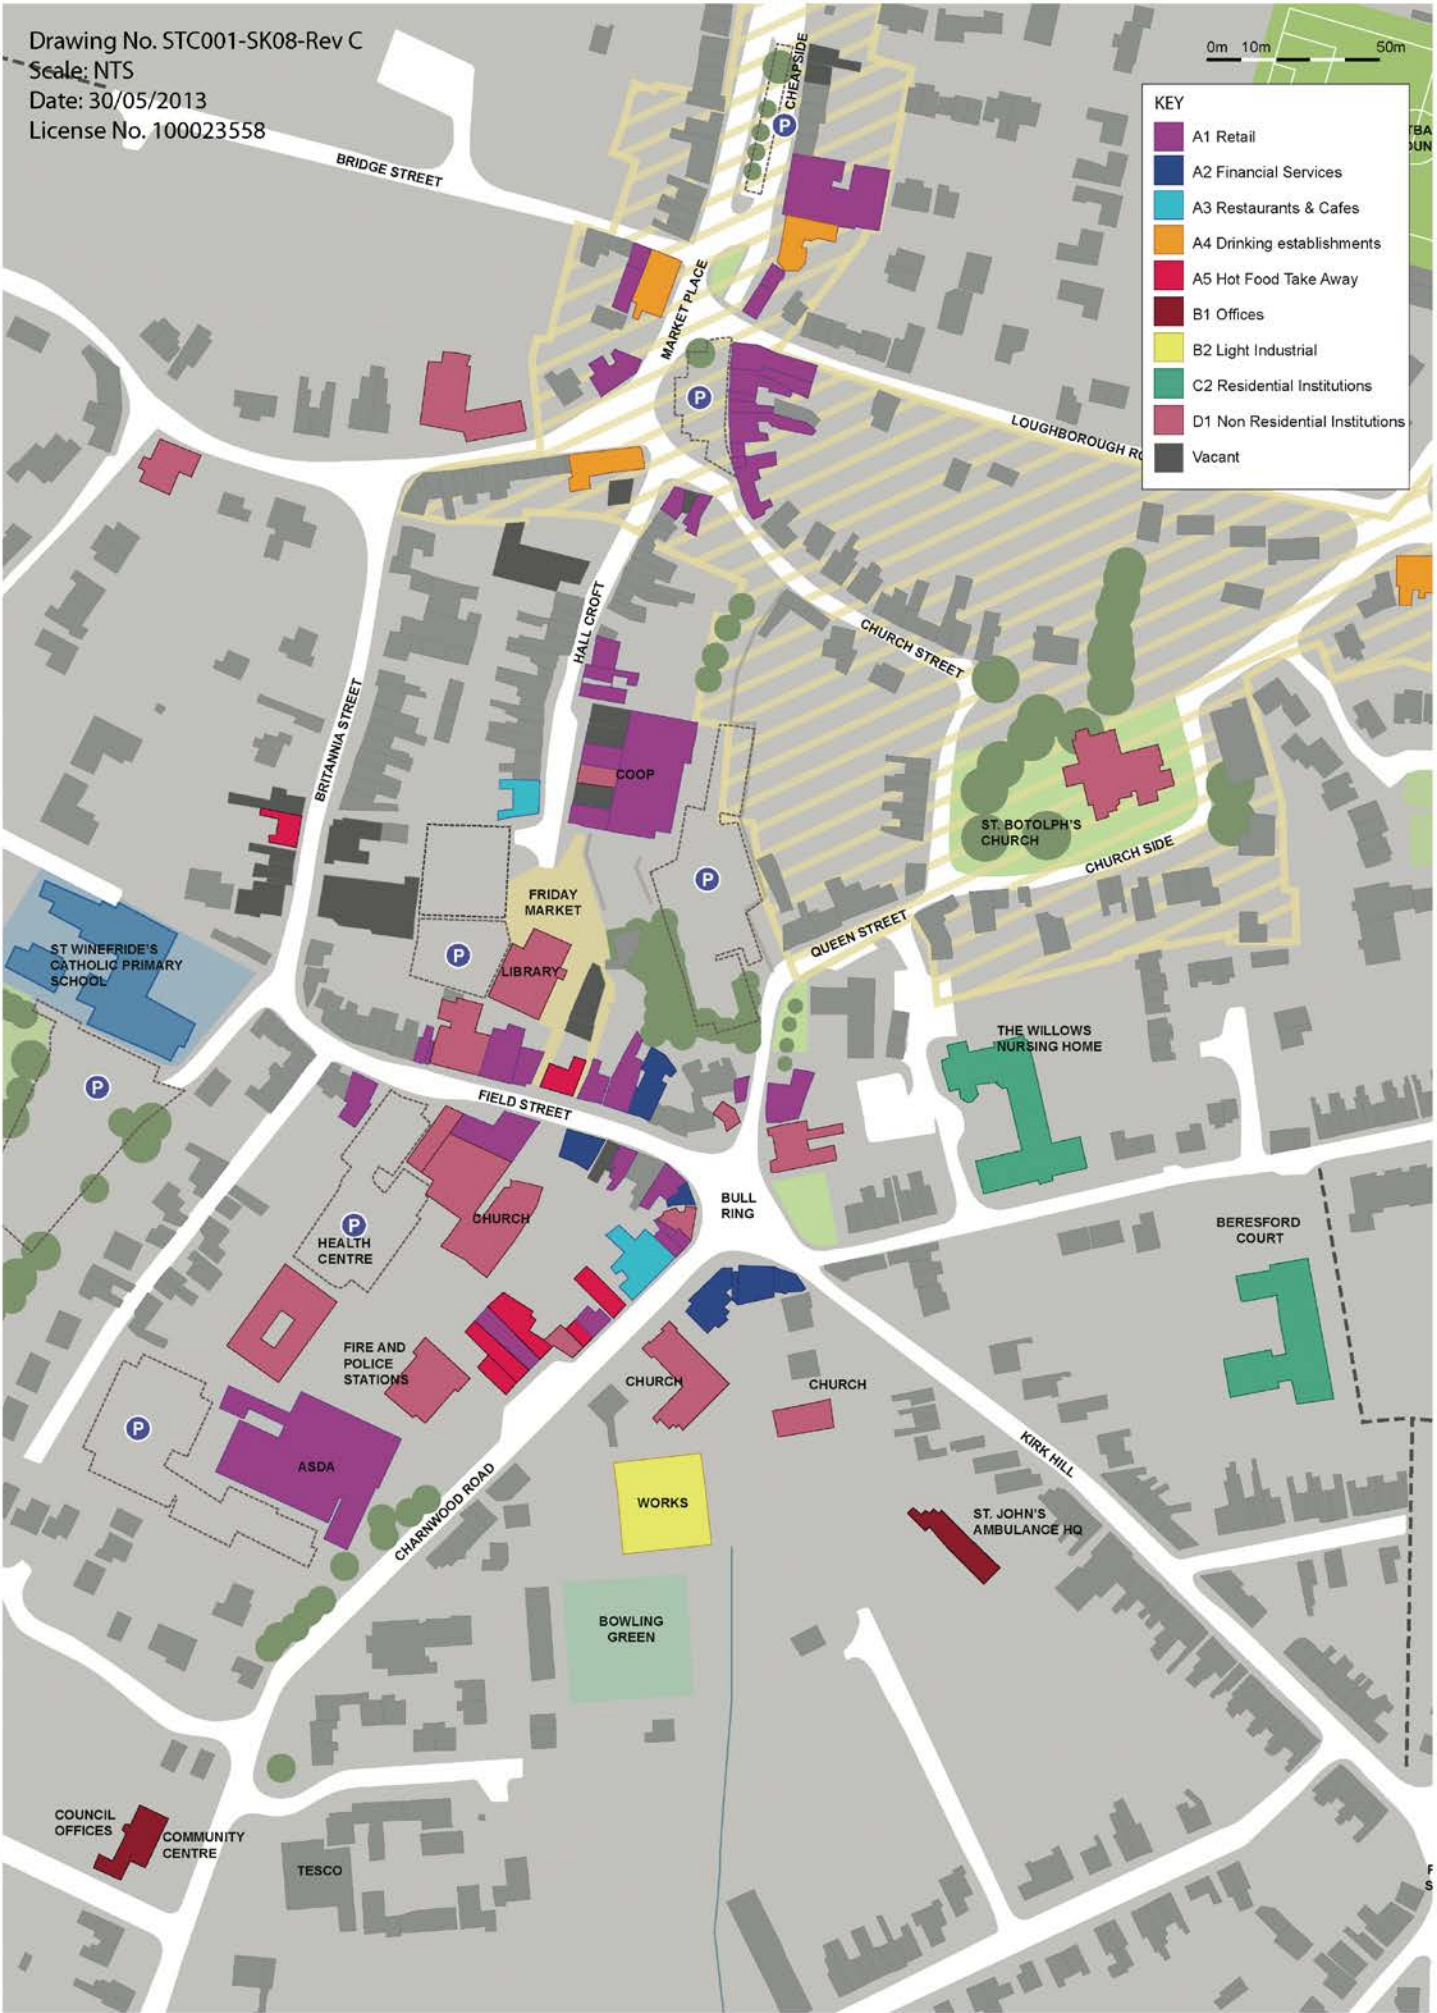 Drawing No. STC001-SK08-Rev C
Scale: NTS
Date: 30/05/2013
License No. 100023558
0m 10m 50m
KEY
A1 Retail
A2 Financial Services
A3 Restaurants & Cafes
A4 Drinking establishments
A5 Hot Food Take Away
B1 Offices
B2 Light Industrial
C2 Residential Institutions
D1 Non Residential Institutions
Vacant
CHEAPSIDE
P
BRIDGE STREET
MARKET PLACE
P
LOUGHBOROUGH RO
HALL CROFT
CHURCH STREET
BRITANNIA STREET
COOP
ST. BOTOLPH'S
CHURCH
CHURCH SIDE
P
FRIDAY
MARKET
QUEEN STREET
ST WINEFRIDE'S
CATHOLIC PRIMARY
SCHOOL
P
LIBRARY
THE WILLOWS
NURSING HOME
P
FIELD STREET
BULL
RING
CHURCH
P
HEALTH
CENTRE
BERESFORD
COURT
FIRE AND
POLICE
STATIONS
CHURCH
CHURCH
P
ASDA
KIRK HILL
WORKS
CHARNWOOD ROAD
ST. JOHN'S
AMBULANCE HQ
BOWLING
GREEN
COUNCIL
OFFICES
COMMUNITY
CENTRE
TESCO